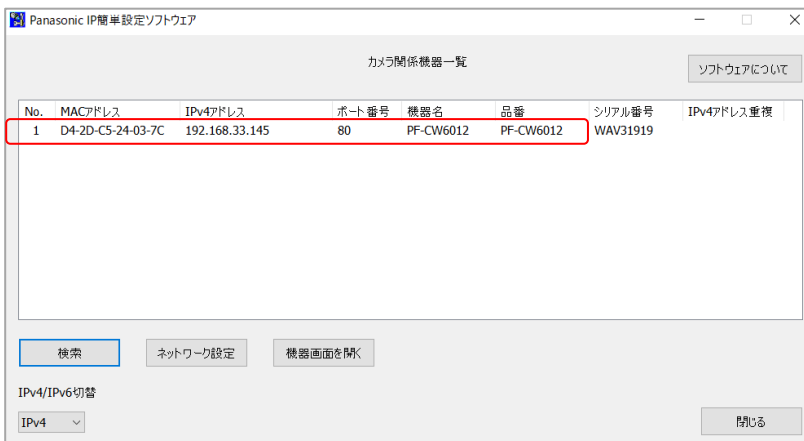 Panasonic IP簡単設定ソフトウェア
カメラ関係機器一覧
ソフトウェアについて
No. MACアドレス IPv4アドレス ポート番号 機器名 品番 シリアル番号 IPv4アドレス重複
1 D4-2D-C5-24-03-7C 192.168.33.145 80 PF-CW6012 PF-CW6012 WAV31919
検索 ネットワーク設定 機器画面を開く
IPv4/IPv6切替
IPv4 閉じる